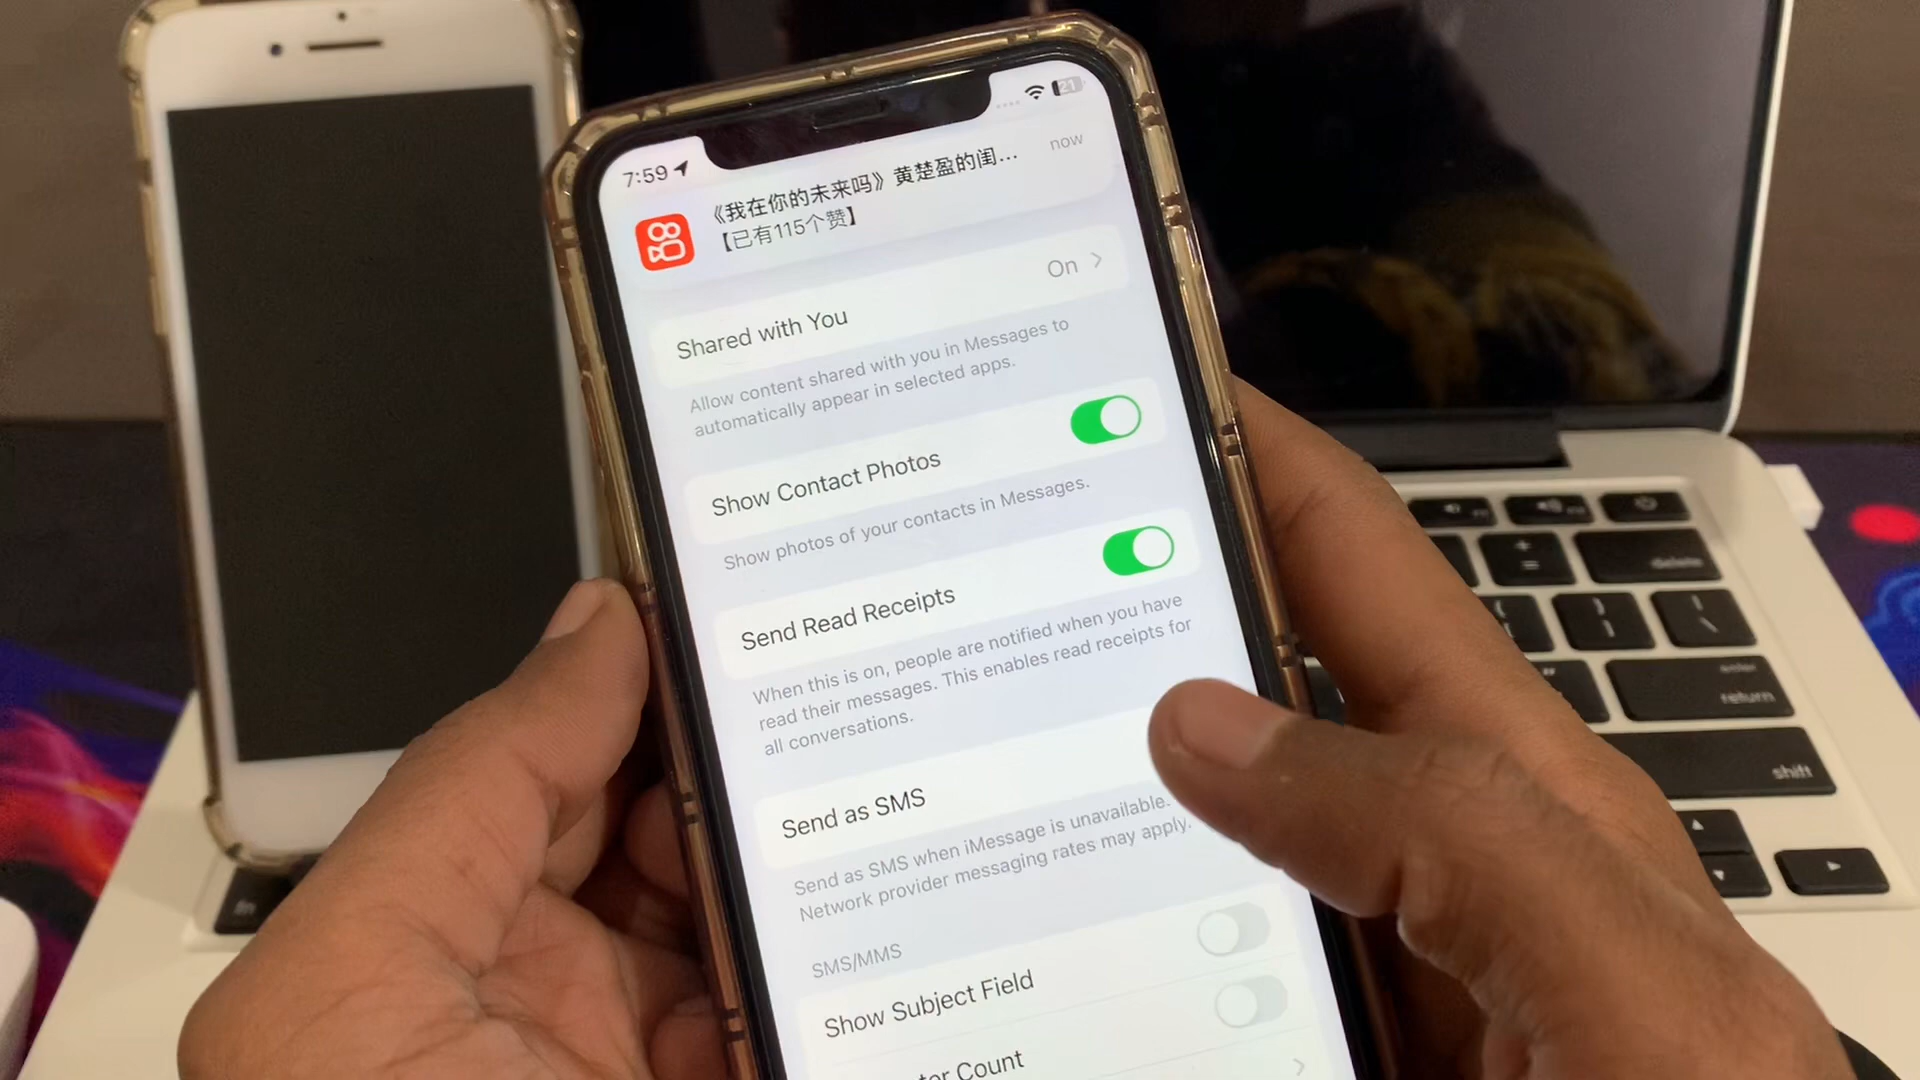 7:59
21
《我在你的未来吗》黄楚盈的闺...
now
【已有115个赞】
Shared with You
On
Allow content shared with you in Messages to
automatically appear in selected apps.
Show Contact Photos
Show photos of your contacts in Messages.
Send Read Receipts
When this is on, people are notified when you have
read their messages. This enables read receipts for
all conversations.
Send as SMS
Send as SMS when iMessage is unavailable.
Network provider messaging rates may apply.
SMS/MMS
Show Subject Field
Count
+
=
delete
enter
return
shift
fn